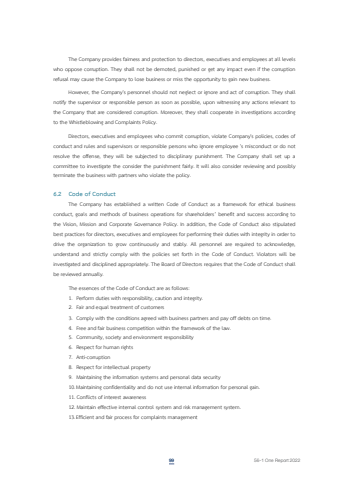 The Company provides fairness and protection to directors, executives and employees at all levels
who oppose corruption. They shall not be demoted, punished or get any impact even if the corruption
refusal may cause the Company to lose business or miss the opportunity to gain new business.
However, the Company's personnel should not neglect or ignore and act of corruption. They shall
notify the supervisor or responsible person as soon as possible, upon witnessing any actions relevant to
the Company that are considered corruption. Moreover, they shall cooperate in investigations according
to the Whistleblowing and Complaints Policy.
Directors, executives and employees who commit corruption, violate Company's policies, codes of
conduct and rules and supervisors or responsible persons who ignore employee 's misconduct or do not
resolve the offense, they will be subjected to disciplinary punishment. The Company shall set up a
committee to investigate the consider the punishment fairly. It will also consider reviewing and possibly
terminate the business with partners who violate the policy.
6.2 Code of Conduct
The Company has established a written Code of Conduct as a framework for ethical business
conduct, goals and methods of business operations for shareholders' benefit and success according to
the Vision, Mission and Corporate Governance Policy. In addition, the Code of Conduct also stipulated
best practices for directors, executives and employees for performing their duties with integrity in order to
drive the organization to grow continuously and stably. All personnel are required to acknowledge,
understand and strictly comply with the policies set forth in the Code of Conduct. Violators will be
investigated and disciplined appropriately. The Board of Directors requires that the Code of Conduct shall
be reviewed annually.
The essences of the Code of Conduct are as follows:
1. Perform duties with responsibility, caution and integrity.
2. Fair and equal treatment of customers
3. Comply with the conditions agreed with business partners and pay off debts on time.
4. Free and fair business competition within the framework of the law.
5. Community, society and environment responsibility
6. Respect for human rights
7. Anti-corruption
8. Respect for intellectual property
9. Maintaining the information systems and personal data security
10. Maintaining confidentiality and do not use internal information for personal gain.
11. Conflicts of interest awareness
12. Maintain effective internal control system and risk management system.
13. Efficient and fair process for complaints management
56-1 One Report 2022